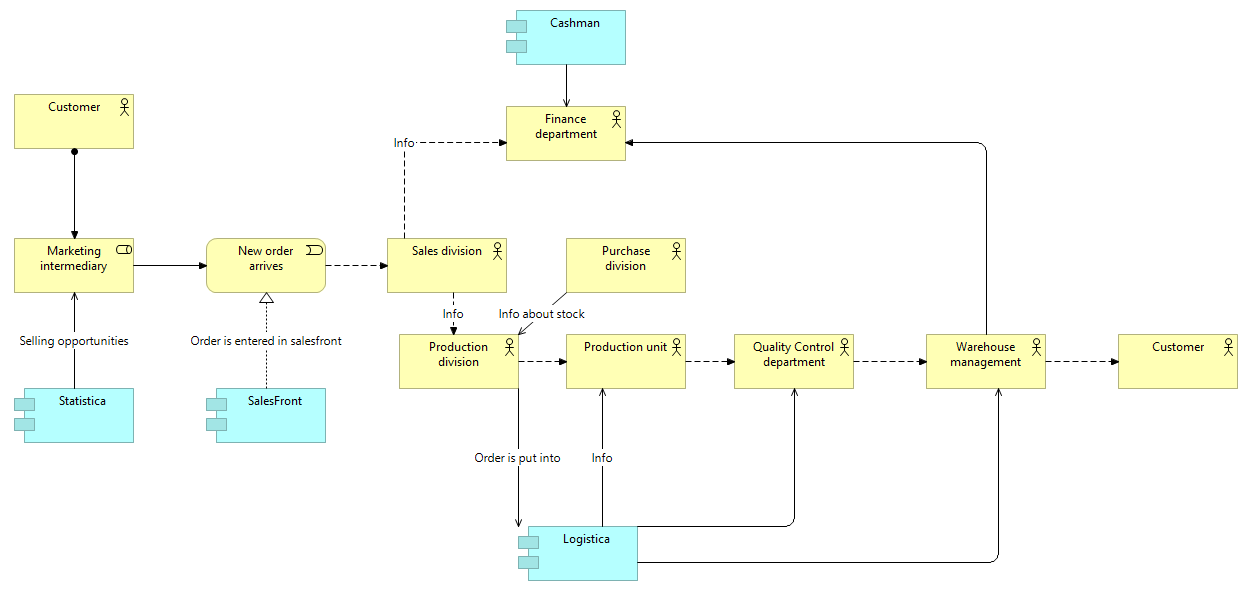 Cashman
Customer
Finance
department
Info
Marketing
intermediary
New order
arrives
Sales division
Purchase
division
Info
Info about stock
Selling opportunities
Order is entered in salesfront
Production
division
Production unit
Quality Control
department
Warehouse
management
Customer
Statistica
SalesFront
Order is put into
Info
Logistica